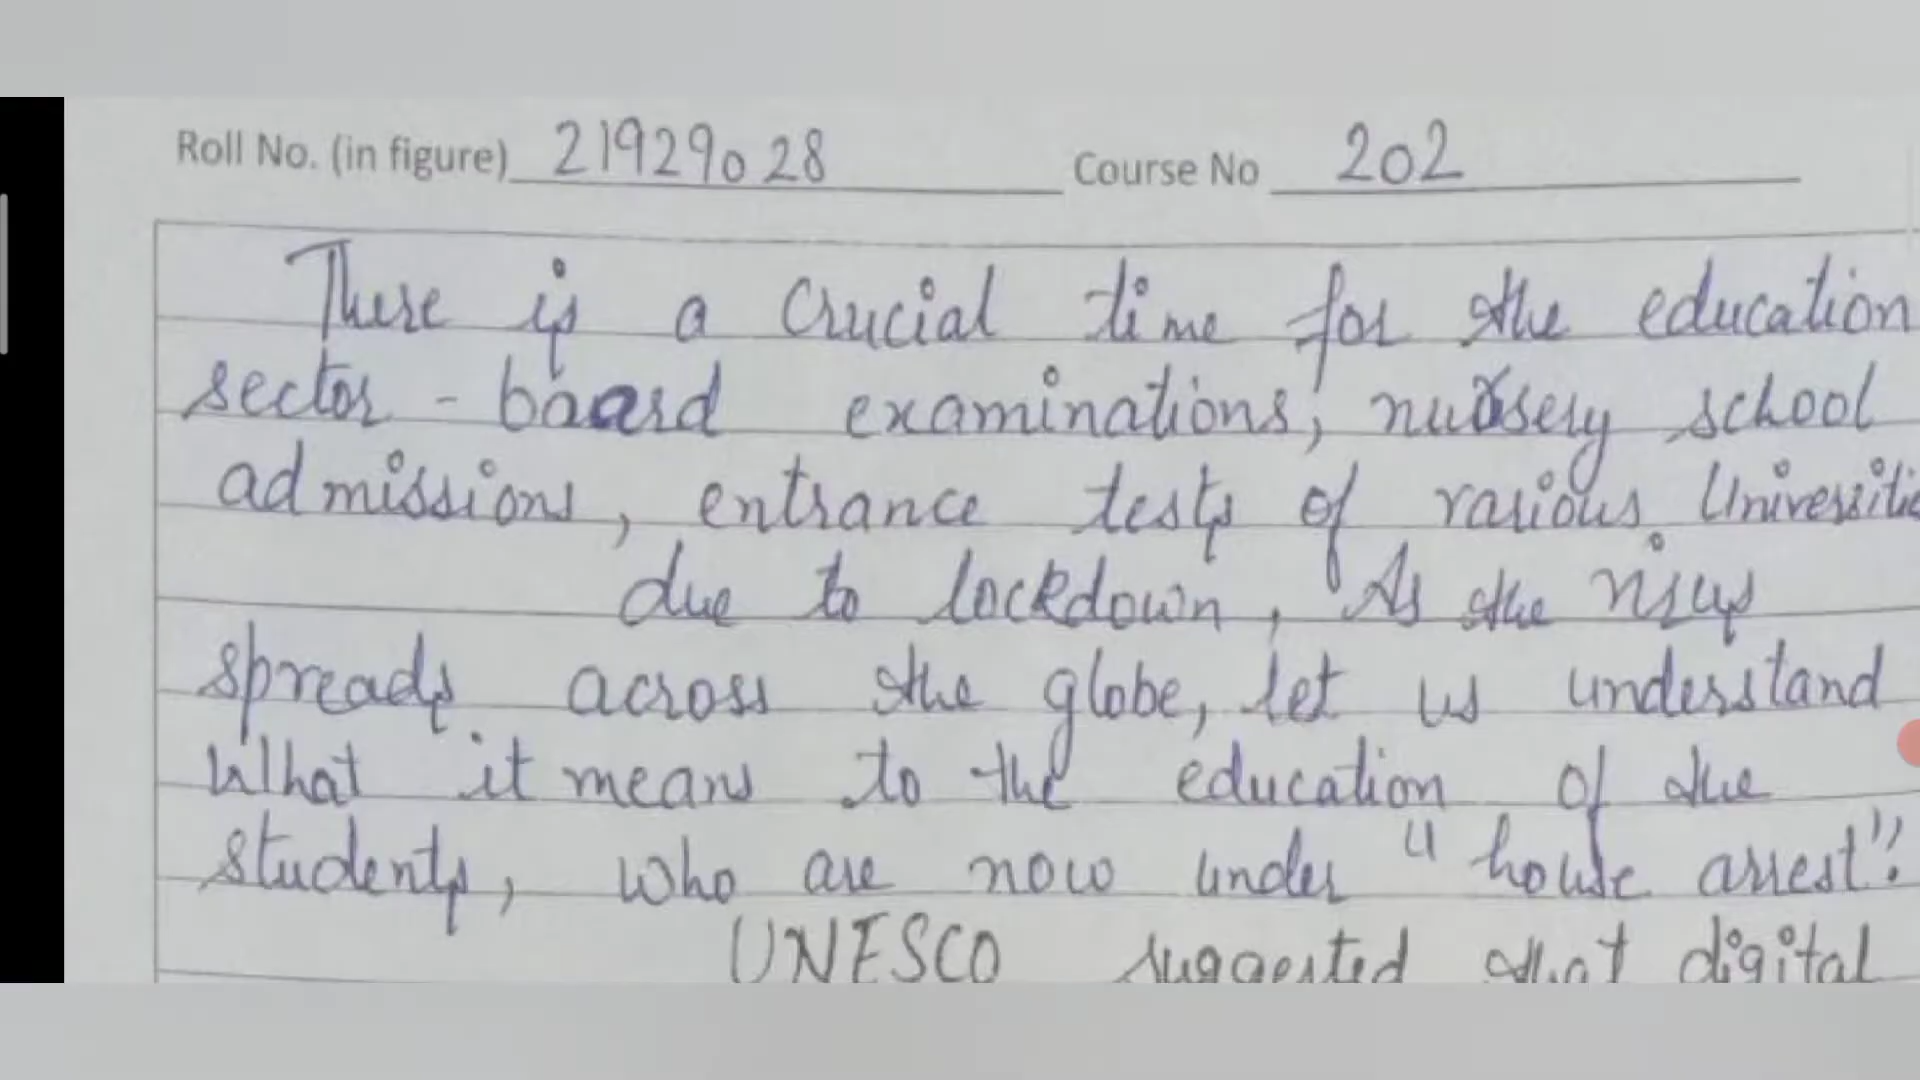 Roll No. (in figure) 21929028 Course No 202
There is a Crucial time for the education
sector - board examinations, nursery school
admissions, entrance tests of various Universitie
due to lockdown, As the virus
spreads across the globe, let us understand
What it means to the education of the
students, who are now under "house arrest".
UNESCO suggested that digital